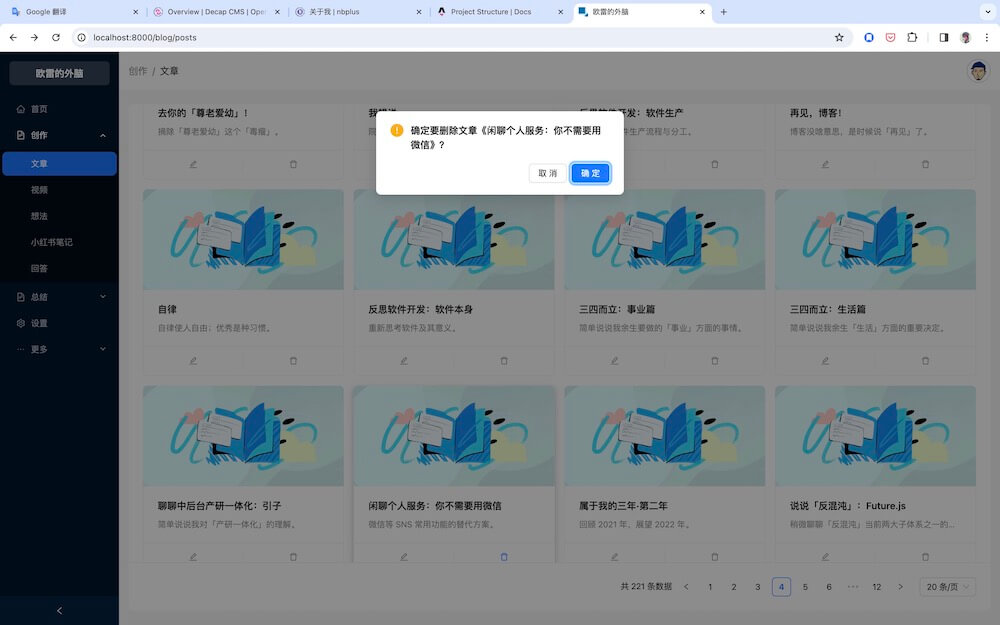 Google 翻译
Overview | Decap CMS | Ope
关于我 | nbplus
Project Structure | Docs
欧雷的外脑
localhost:8000/blog/posts
欧雷的外脑
首页
创作
文章
视频
想法
小红书笔记
回答
总结
设置
更多
创作 / 文章
确定要删除文章《闲聊个人服务：你不需要用
微信》？
取 消
确 定
去你的「尊老爱幼」！
摘除「尊老爱幼」这个「毒瘤」。
件生产流程与分工。
再见，博客！
博客没啥意思，是时候说「再见」了。
自律
自律使人自由；优秀是种习惯。
反思软件开发：软件本身
重新思考软件及其意义。
三四而立：事业篇
简单说说我余生要做的「事业」方面的事情。
三四而立：生活篇
简单说说我余生「生活」方面的重要决定。
聊聊中后台产研一体化：引子
简单说说我对「产研一体化」的理解。
闲聊个人服务：你不需要用微信
微信等 SNS 常用功能的替代方案。
属于我的三年·第二年
回顾 2021 年，展望 2022 年。
说说「反混沌」：Future.js
稍微聊聊「反混沌」当前两大子体系之一的...
共 221 条数据 < 1 2 3 4 5 6 ··· 12 > 20 条/页